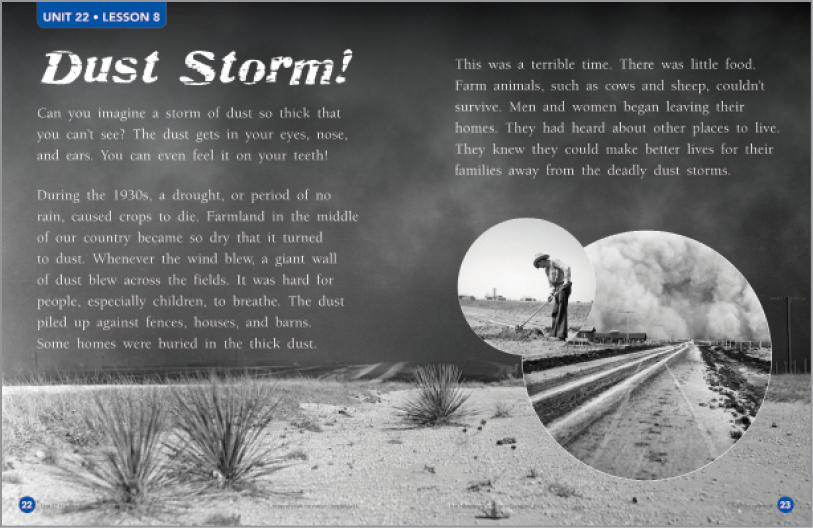 UNIT 22 • LESSON 8
Dust Storm!
Can you imagine a storm of dust so thick that
you can't see? The dust gets in your eyes, nose,
and ears. You can even feel it on your teeth!
During the 1930s, a drought, or period of no
rain, caused crops to die. Farmland in the middle
of our country became so dry that it turned
to dust. Whenever the wind blew, a giant wall
of dust blew across the fields. It was hard for
people, especially children, to breathe. The dust
piled up against fences, houses, and barns.
Some homes were buried in the thick dust.
This was a terrible time. There was little food.
Farm animals, such as cows and sheep, couldn't
survive. Men and women began leaving their
homes. They had heard about other places to live.
They knew they could make better lives for their
families away from the deadly dust storms.
22
23